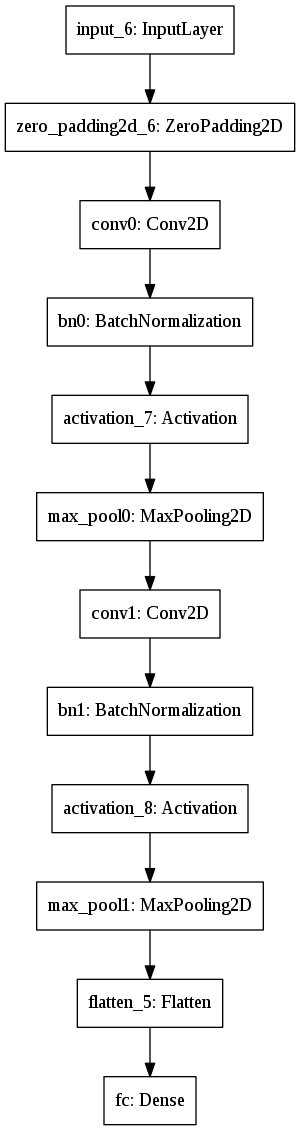 input_6: InputLayer
zero_padding2d_6: ZeroPadding2D
conv0: Conv2D
bn0: BatchNormalization
activation_7: Activation
max_pool0: MaxPooling2D
conv1: Conv2D
bn1: BatchNormalization
activation_8: Activation
max_pool1: MaxPooling2D
flatten_5: Flatten
fc: Dense